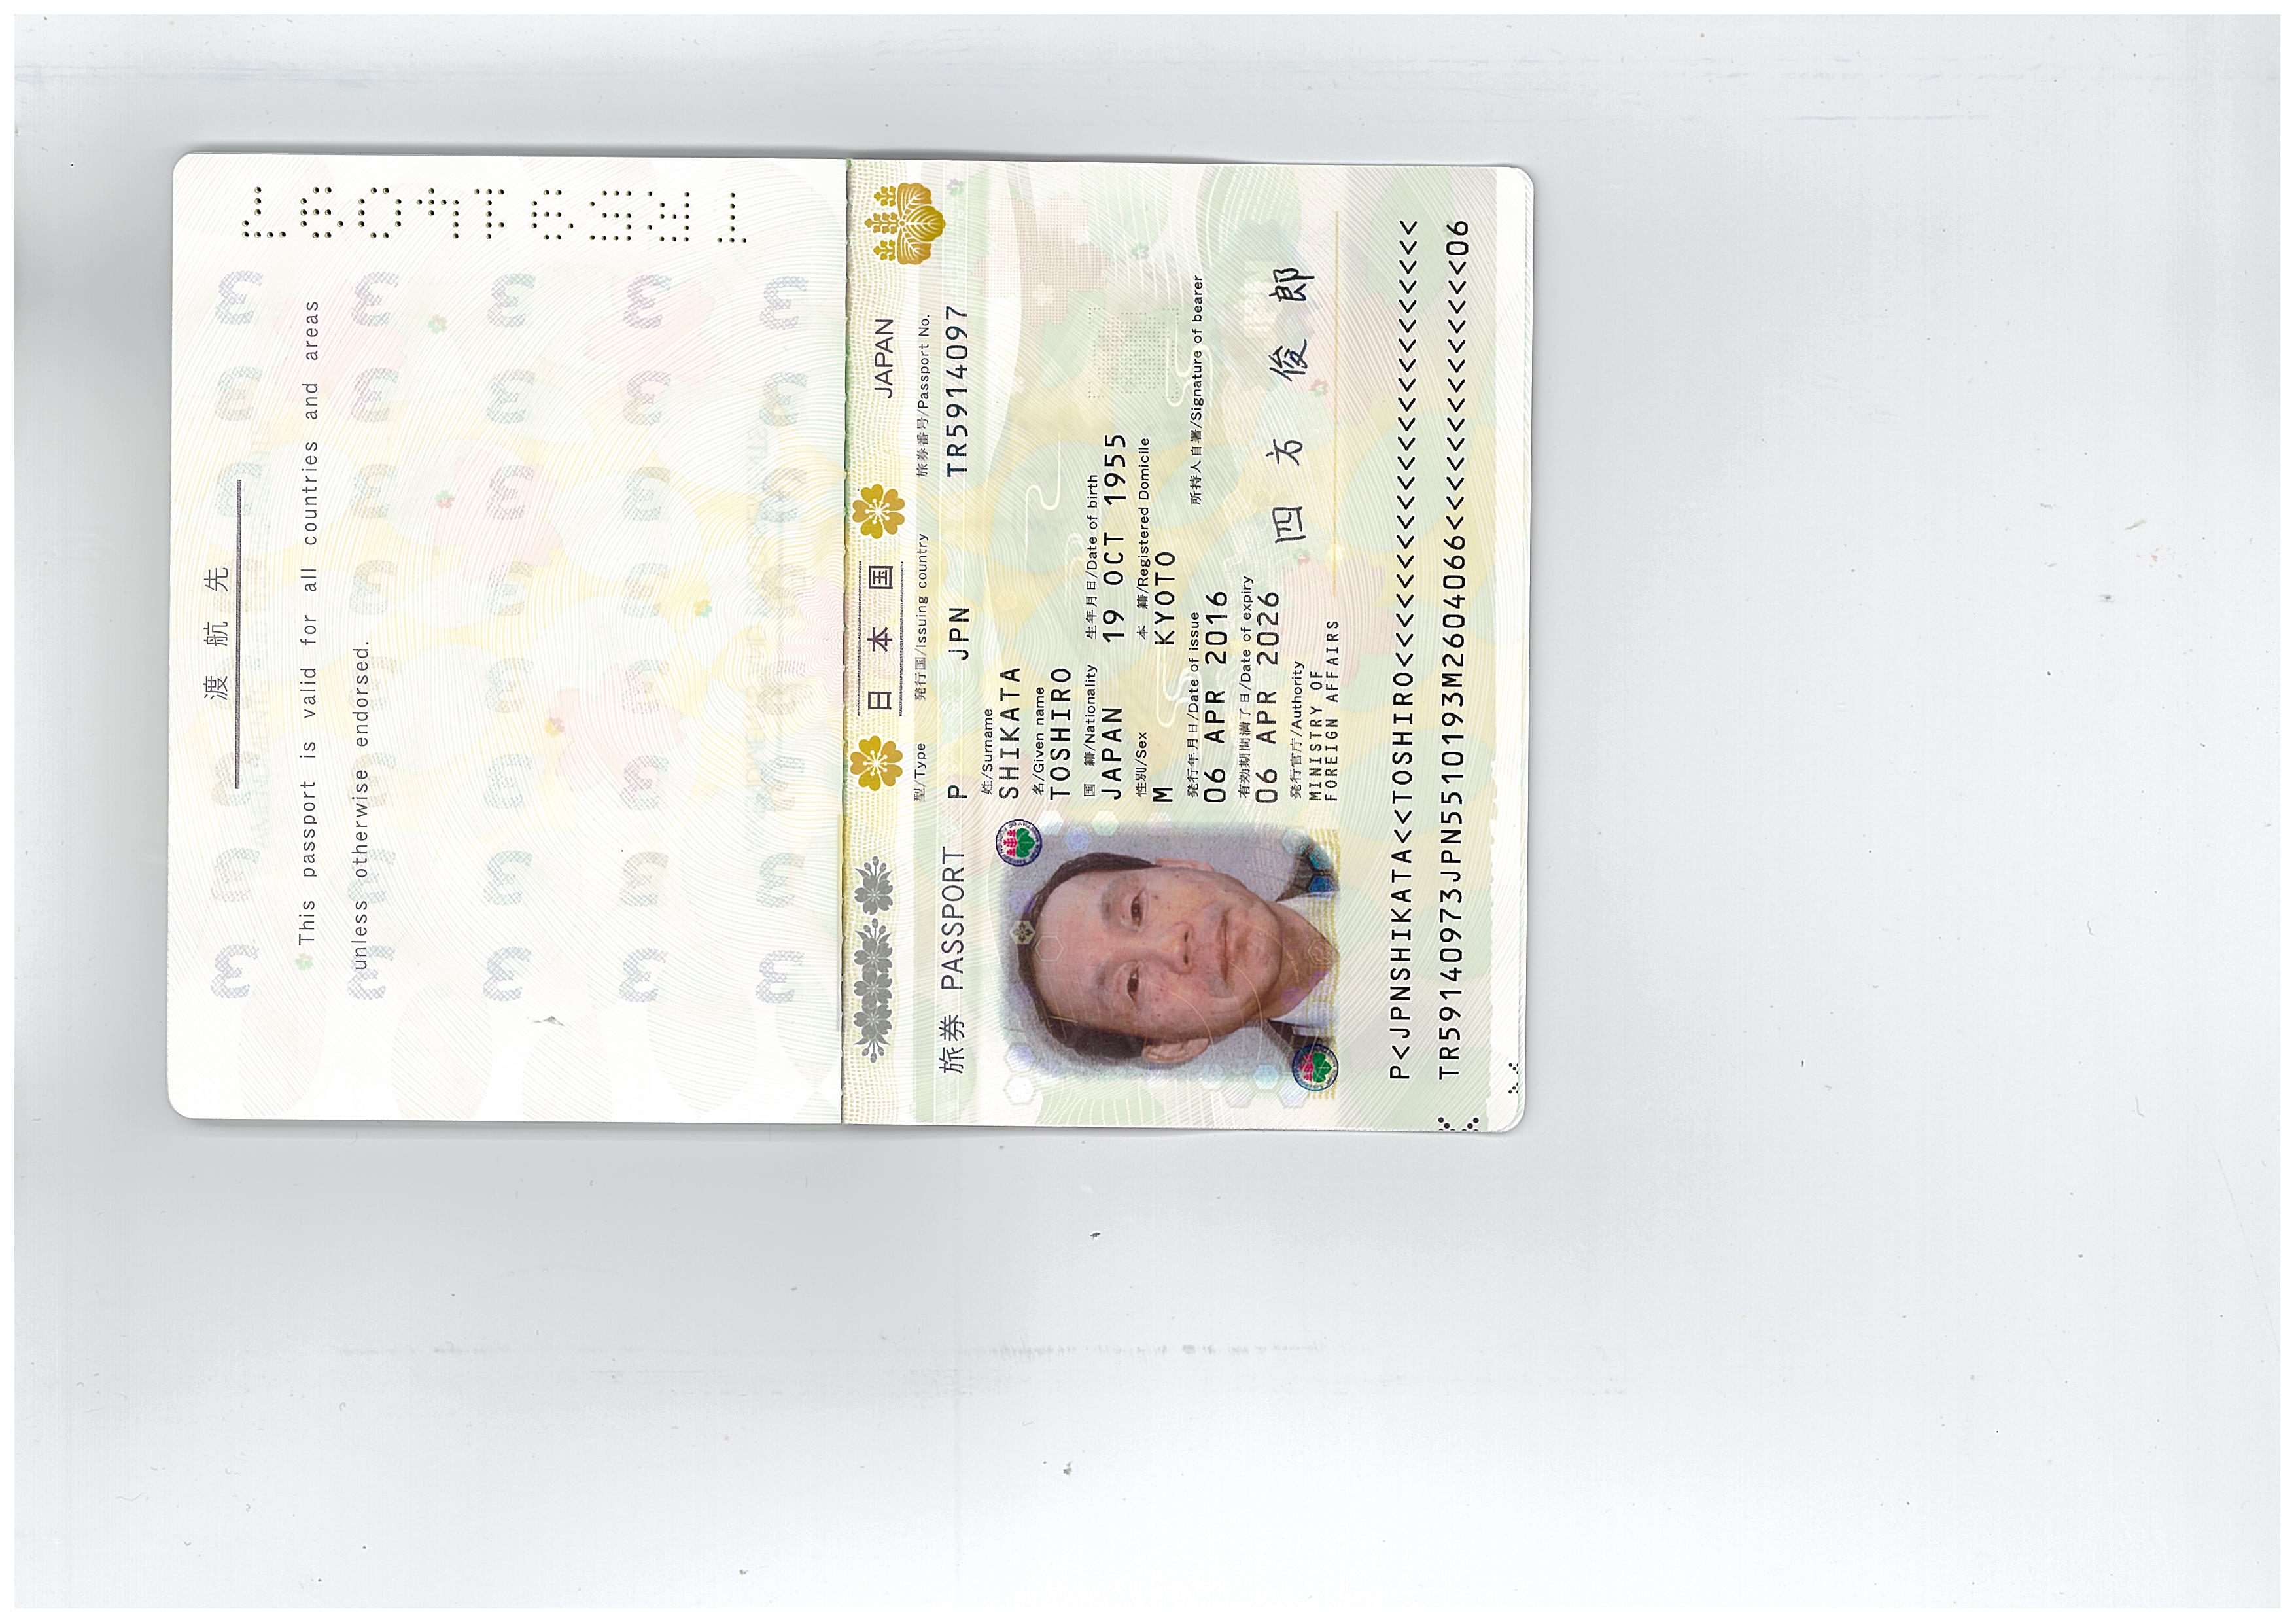 渡航先
This passport is valid for all countries and areas
unless otherwise endorsed.
TR5914097
日本国 JAPAN
旅券 PASSPORT
型/Type 発行国/Issuing country 旅券番号/Passport No.
P JPN TR5914097
姓/Surname
SHIKATA
名/Given name
TOSHIRO
国籍/Nationality 生年月日/Date of birth
JAPAN 19 OCT 1955
性別/Sex 本籍/Registered Domicile
M KYOTO
発行年月日/Date of issue 所持人自署/Signature of bearer
06 APR 2016
有効期間満了日/Date of expiry
06 APR 2026
四方俊郎
発行官庁/Authority
MINISTRY OF
FOREIGN AFFAIRS
P<JPNSHIKATA<<TOSHIRO<<<<<<<<<<<<<<<<<<<<<<<
TR59140973JPN5510193M2604066<<<<<<<<<<<<<<06